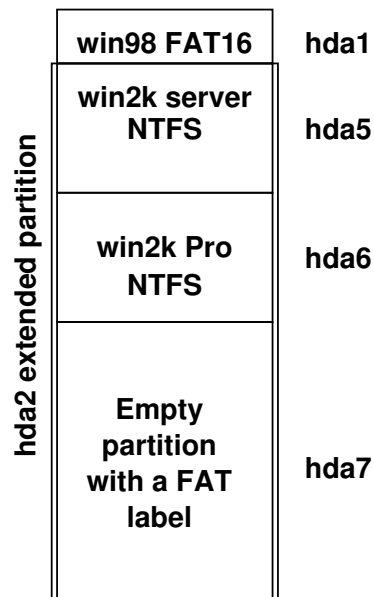 win98 FAT16
hda1
win2k server
NTFS
hda5
hda2 extended partition
win2k Pro
NTFS
hda6
Empty
partition
with a FAT
label
hda7